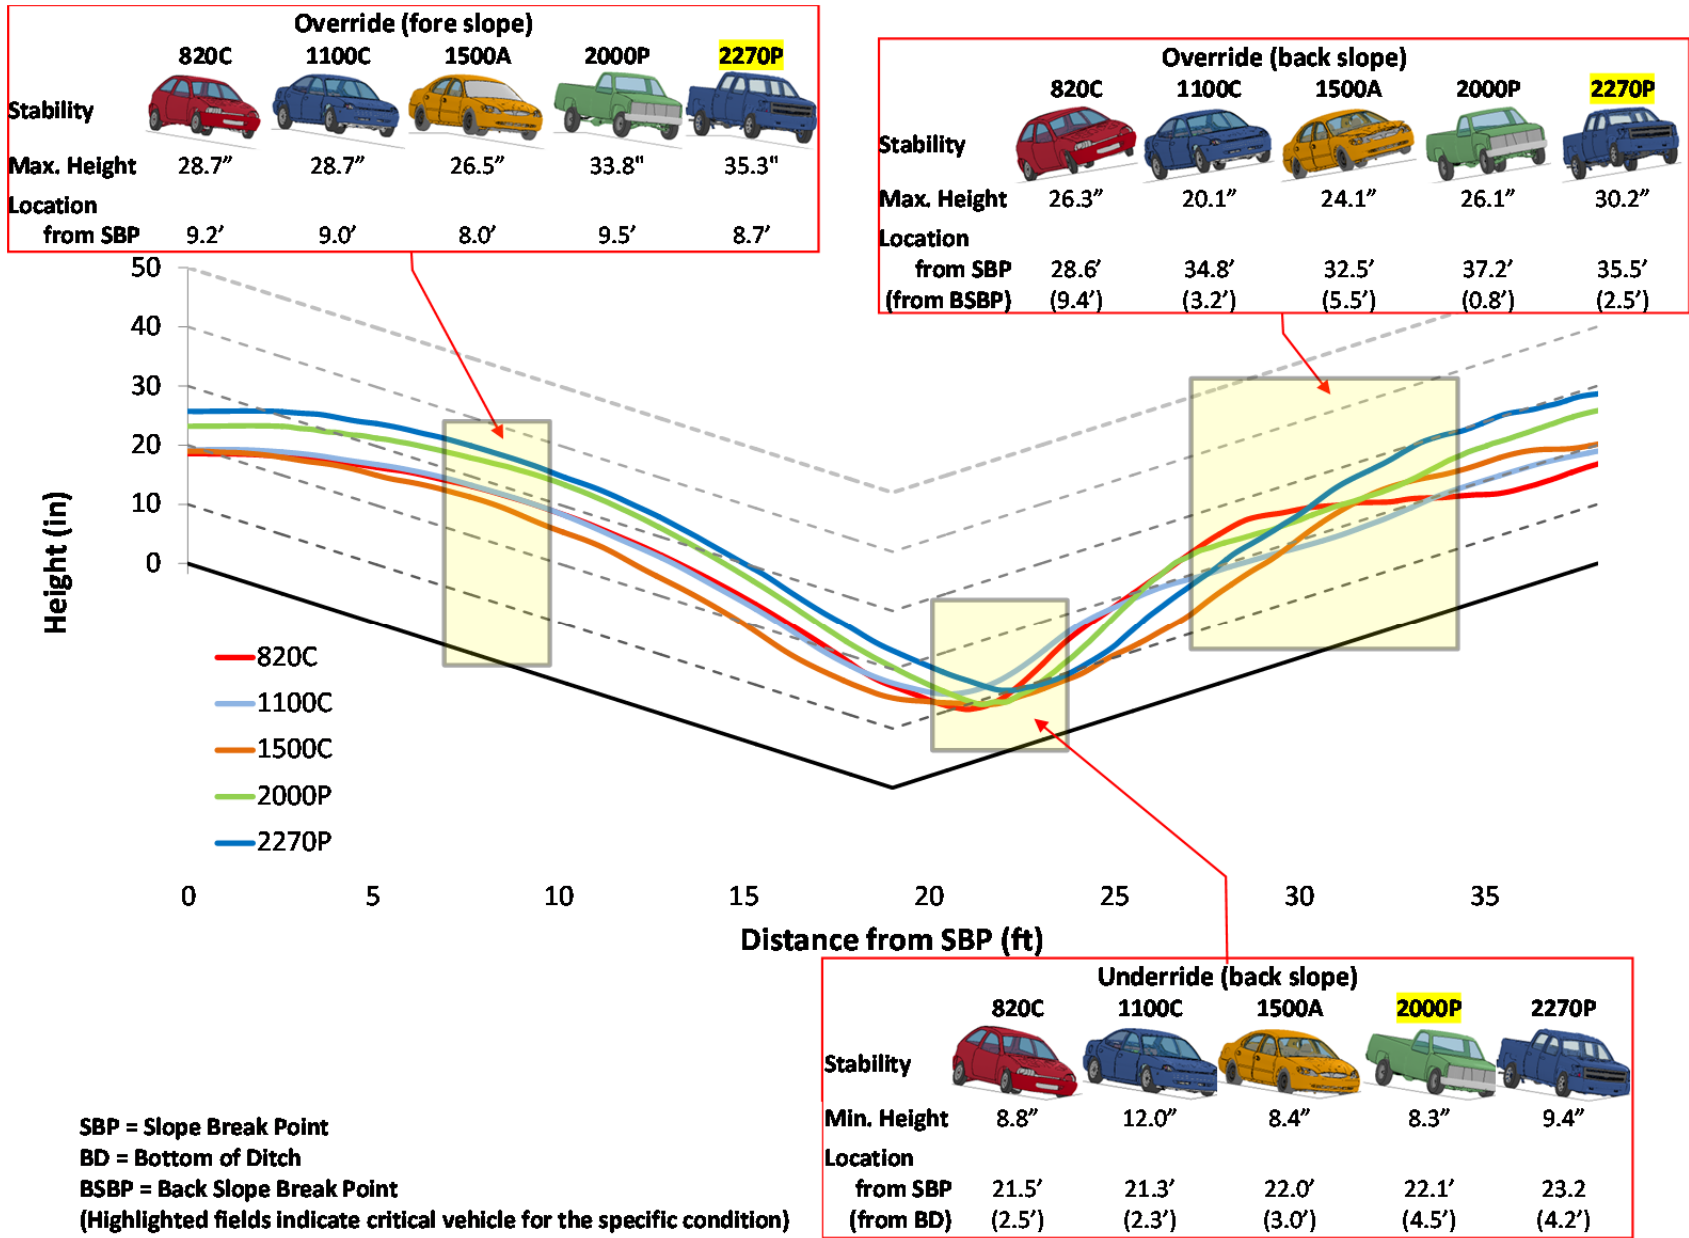 Override (fore slope)
820C 1100C 1500A 2000P 2270P
Stability
Max. Height 28.7” 28.7” 26.5” 33.8" 35.3"
Location
from SBP 9.2’ 9.0’ 8.0’ 9.5’ 8.7’
Override (back slope)
820C 1100C 1500A 2000P 2270P
Stability
Max. Height 26.3” 20.1” 24.1” 26.1” 30.2”
Location
from SBP 28.6’ 34.8’ 32.5’ 37.2’ 35.5’
(from BSBP) (9.4’) (3.2’) (5.5’) (0.8’) (2.5’)
50
40
30
20
10
0
Height (in)
820C
1100C
1500C
2000P
2270P
0 5 10 15 20 25 30 35
Distance from SBP (ft)
Underride (back slope)
820C 1100C 1500A 2000P 2270P
Stability
Min. Height 8.8” 12.0” 8.4” 8.3” 9.4”
Location
from SBP 21.5’ 21.3’ 22.0’ 22.1’ 23.2
(from BD) (2.5’) (2.3’) (3.0’) (4.5’) (4.2’)
SBP = Slope Break Point
BD = Bottom of Ditch
BSBP = Back Slope Break Point
(Highlighted fields indicate critical vehicle for the specific condition)